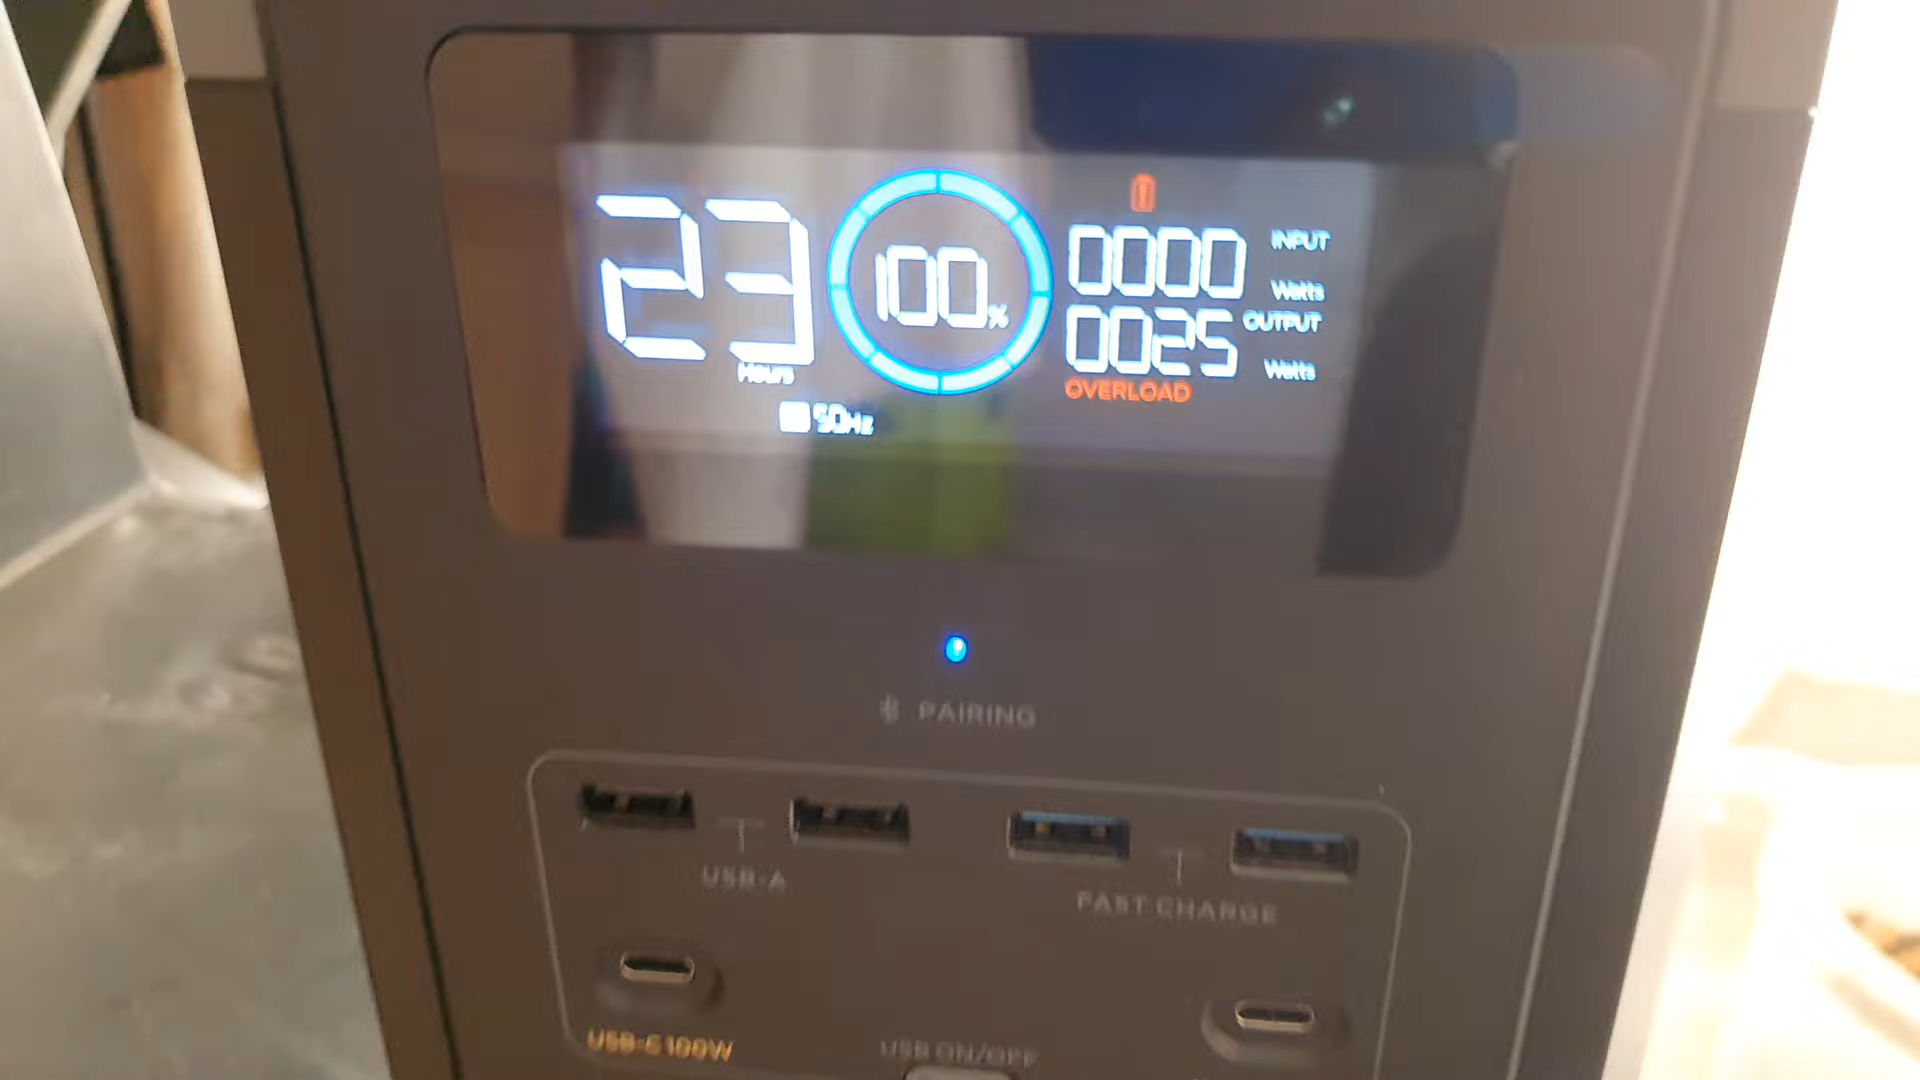 23
Hours
50Hz
100%
0000 INPUT
Watts
0025 OUTPUT
Watts
OVERLOAD
PAIRING
USB-A
FAST CHARGE
USB-C 100W
USB ON/OFF